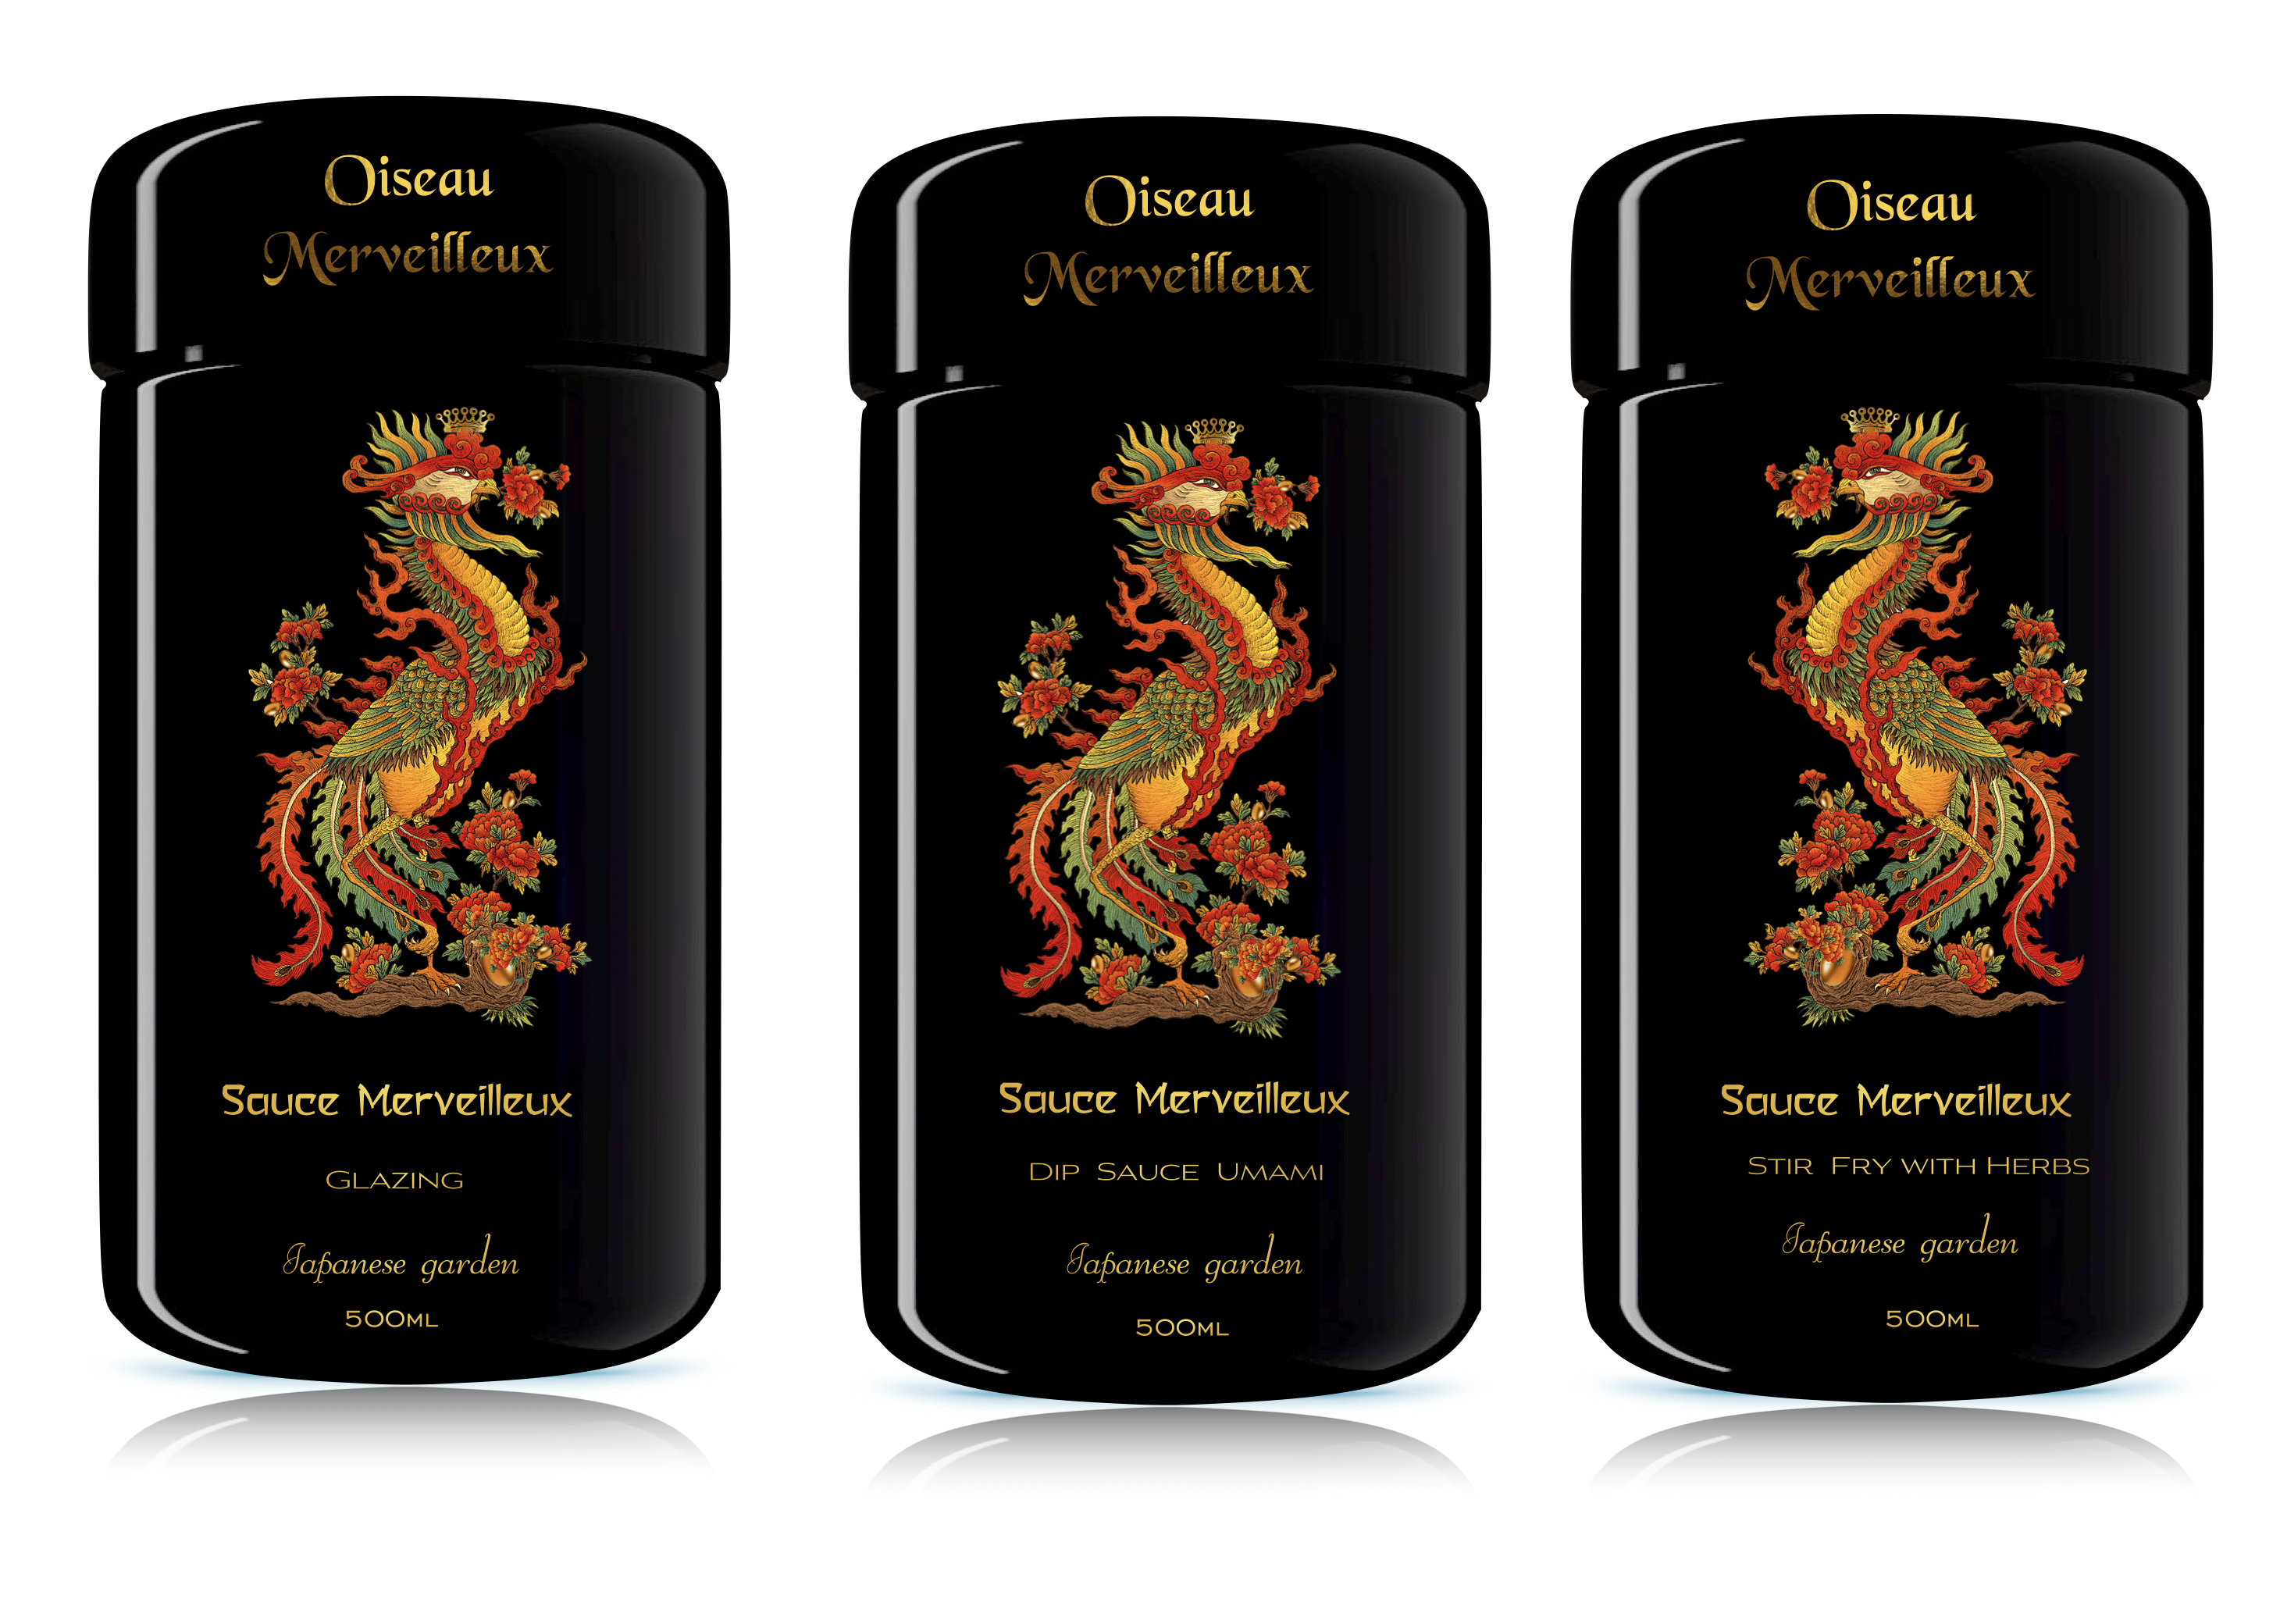 Oiseau
Merveilleux
Sauce Merveilleux
GLAZING
Japanese garden
500ML
Oiseau
Merveilleux
Sauce Merveilleux
DIP SAUCE UMAMI
Japanese garden
500ML
Oiseau
Merveilleux
Sauce Merveilleux
STIR FRY WITH HERBS
Japanese garden
500ML